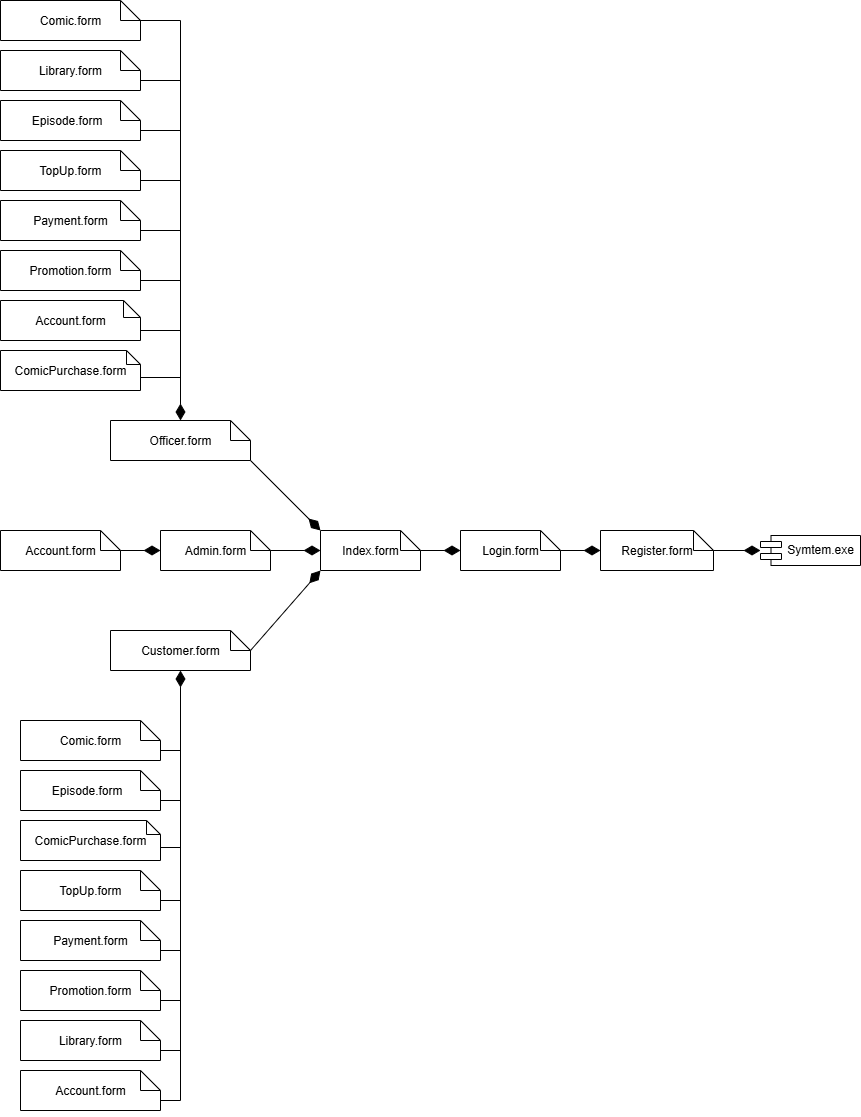 Comic.form
Library.form
Episode.form
TopUp.form
Payment.form
Promotion.form
Account.form
ComicPurchase.form
Officer.form
Account.form
Admin.form
Index.form
Login.form
Register.form
Symtem.exe
Customer.form
Comic.form
Episode.form
ComicPurchase.form
TopUp.form
Payment.form
Promotion.form
Library.form
Account.form